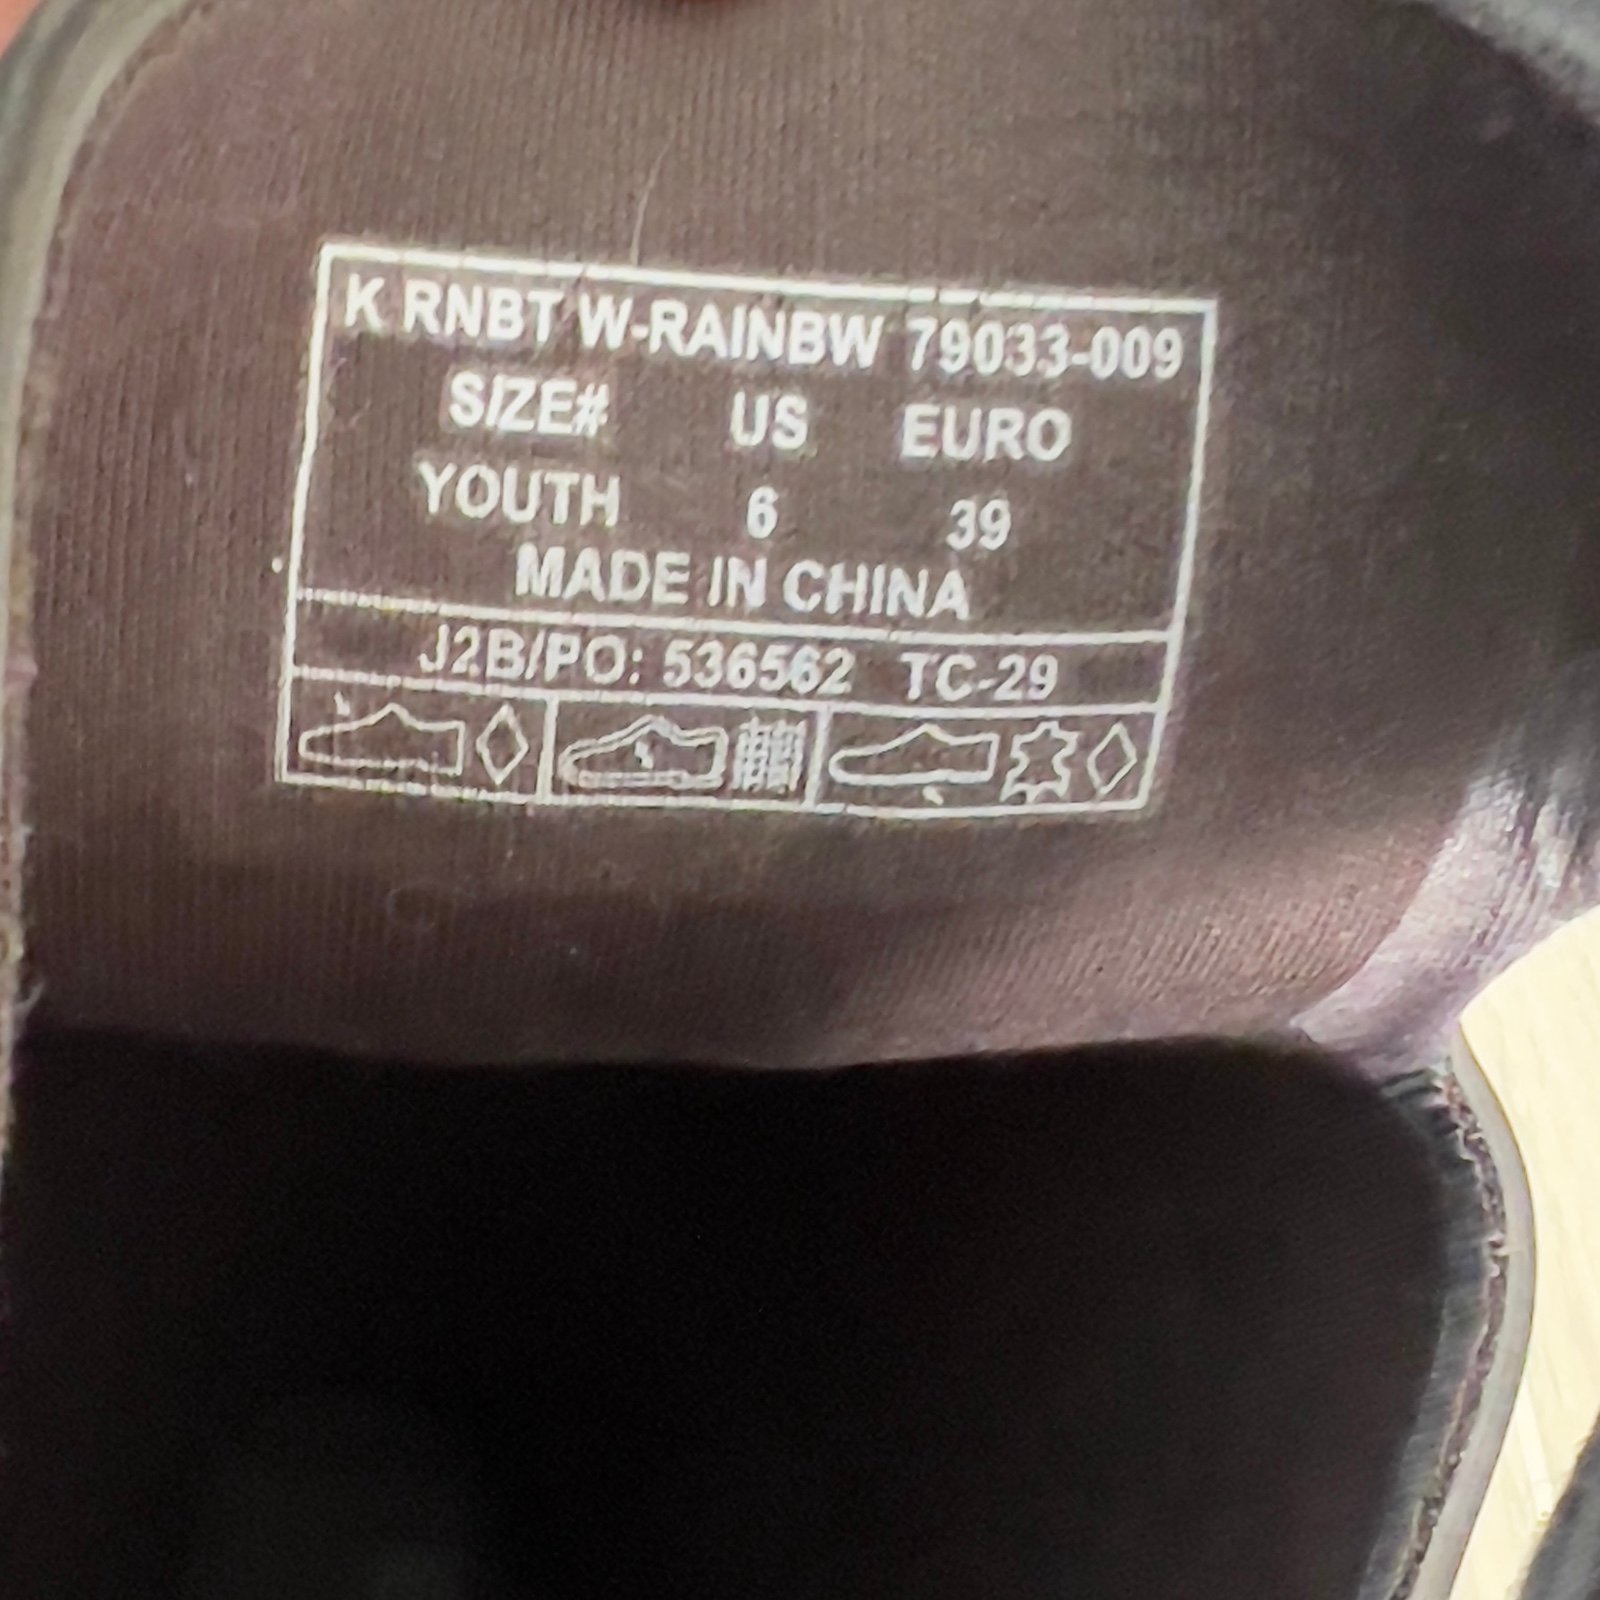 K RNBT W-RAINBW 79033-009
SIZE# US EURO
YOUTH 6 39
MADE IN CHINA
J2B/PO: 536562 TC-29